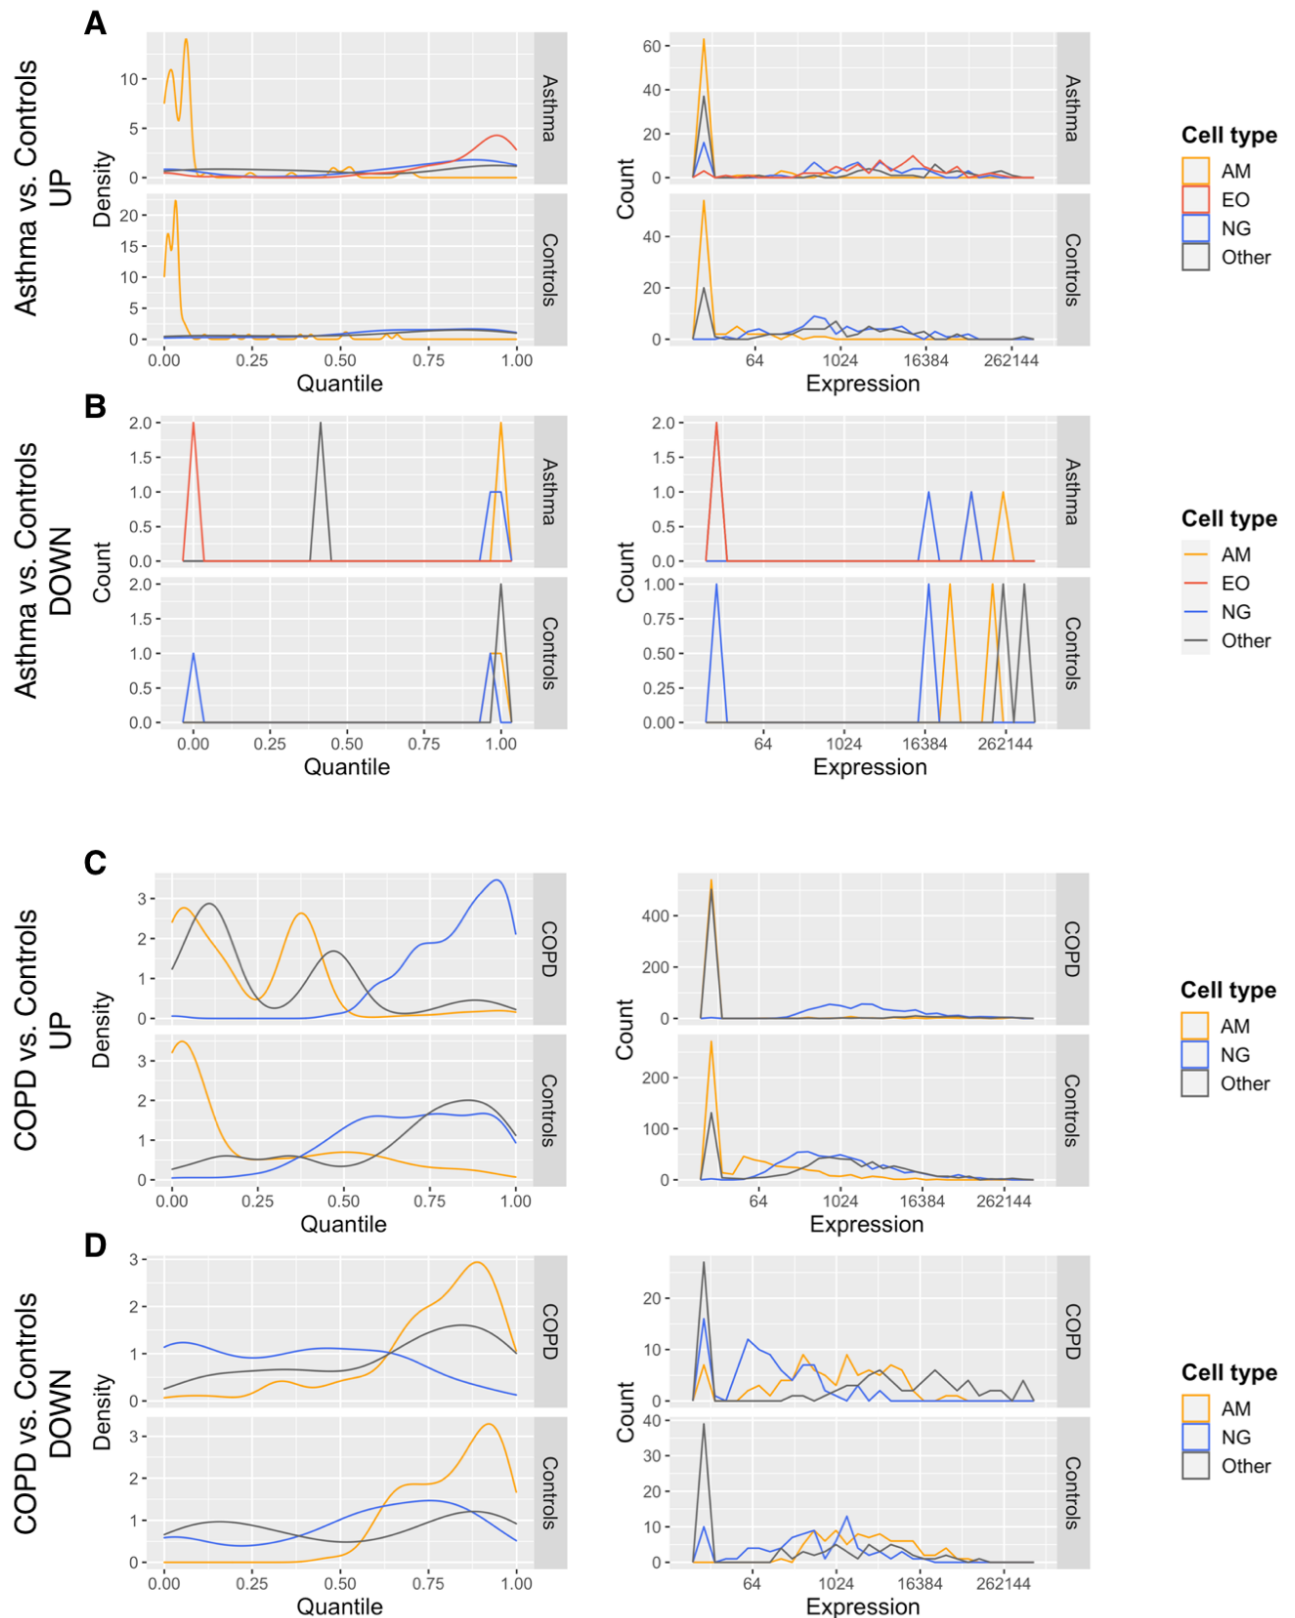 A
Asthma vs. Controls
UP
Density
10
5
0
Asthma
20
15
10
5
0
Controls
0.00 0.25 0.50 0.75 1.00
Quantile
Count
60
40
20
0
Asthma
40
20
0
Controls
64 1024 16384 262144
Expression
Cell type
AM
EO
NG
Other
B
Asthma vs. Controls
DOWN
Count
2.0
1.5
1.0
0.5
0.0
Asthma
2.0
1.5
1.0
0.5
0.0
Controls
0.00 0.25 0.50 0.75 1.00
Quantile
Count
2.0
1.5
1.0
0.5
0.0
Asthma
1.00
0.75
0.50
0.25
0.00
Controls
64 1024 16384 262144
Expression
Cell type
AM
EO
NG
Other
C
COPD vs. Controls
UP
Density
3
2
1
0
COPD
3
2
1
0
Controls
0.00 0.25 0.50 0.75 1.00
Quantile
Count
400
200
0
COPD
200
100
0
Controls
64 1024 16384 262144
Expression
Cell type
AM
NG
Other
D
COPD vs. Controls
DOWN
Density
3
2
1
0
COPD
3
2
1
0
Controls
0.00 0.25 0.50 0.75 1.00
Quantile
Count
20
10
0
COPD
40
30
20
10
0
Controls
64 1024 16384 262144
Expression
Cell type
AM
NG
Other